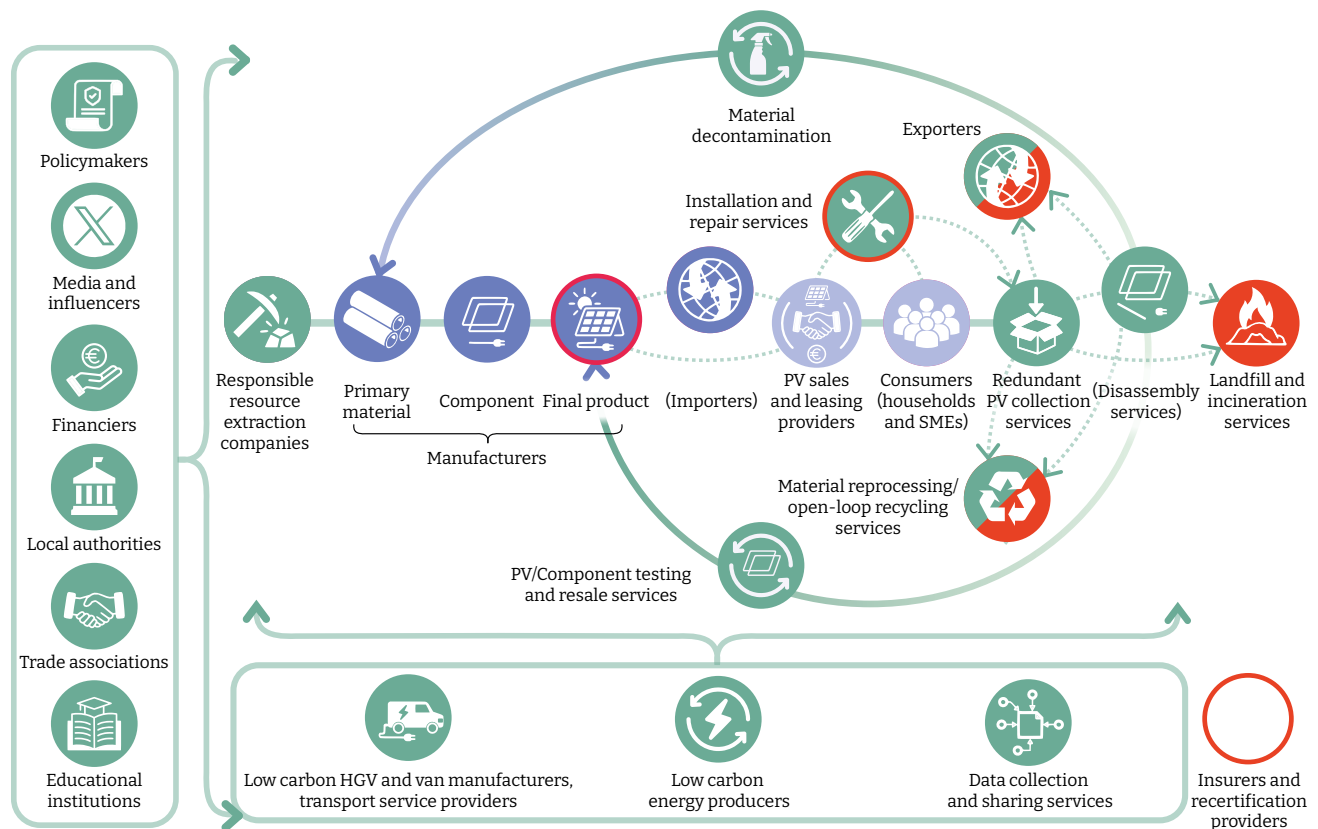 Policymakers
Media and
influencers
Financiers
Local authorities
Trade associations
Educational
institutions
Material
decontamination
Exporters
Installation and
repair services
Responsible
resource
extraction
companies
Primary
material
Component
Final product
Manufacturers
(Importers)
PV sales
and leasing
providers
Consumers
(households
and SMEs)
Redundant
PV collection
services
(Disassembly
services)
Landfill and
incineration
services
Material reprocessing/
open-loop recycling
services
PV/Component testing
and resale services
Low carbon HGV and van manufacturers,
transport service providers
Low carbon
energy producers
Data collection
and sharing services
Insurers and
recertification
providers